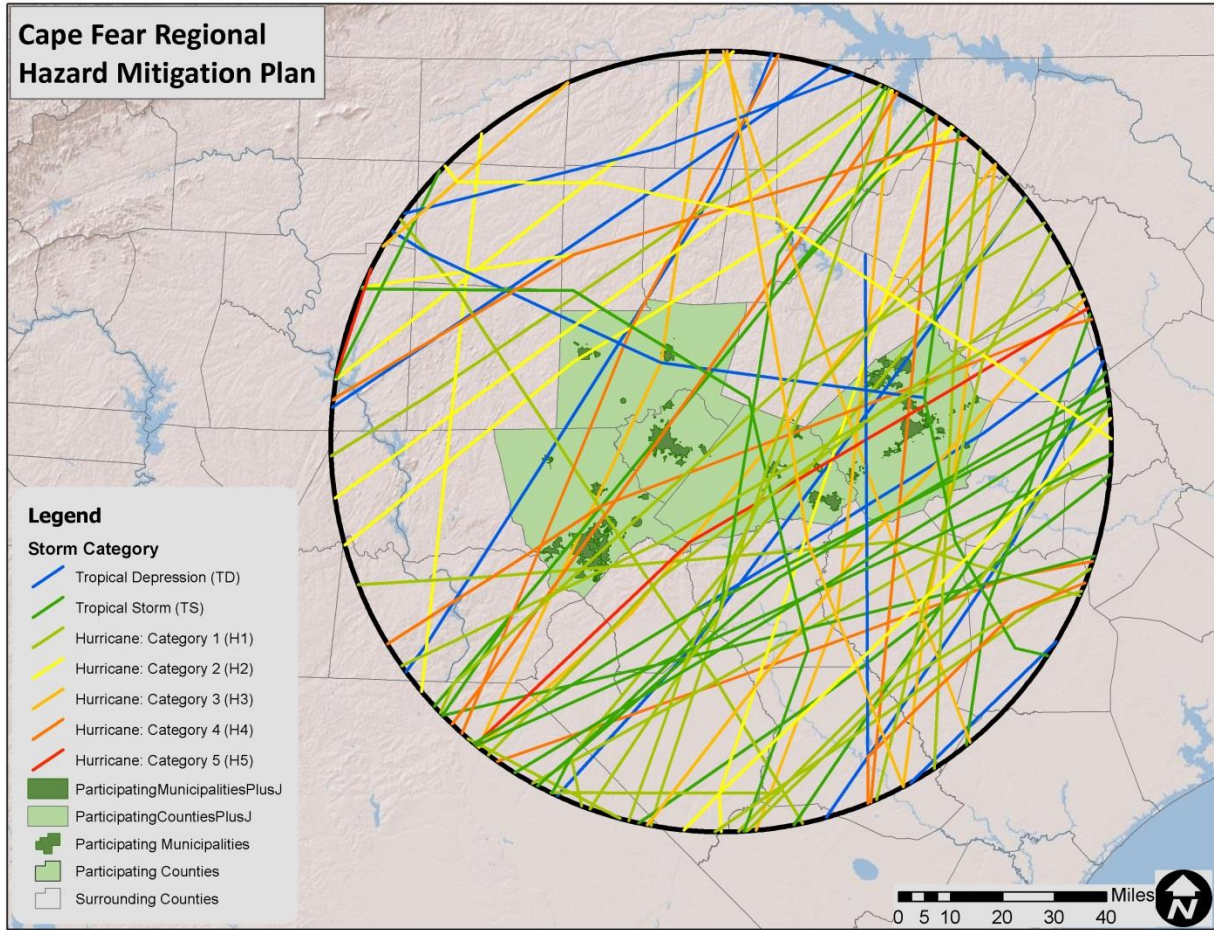 Cape Fear Regional
Hazard Mitigation Plan
Legend
Storm Category
Tropical Depression (TD)
Tropical Storm (TS)
Hurricane: Category 1 (H1)
Hurricane: Category 2 (H2)
Hurricane: Category 3 (H3)
Hurricane: Category 4 (H4)
Hurricane: Category 5 (H5)
ParticipatingMunicipalitiesPlusJ
ParticipatingCountiesPlusJ
Participating Municipalities
Participating Counties
Surrounding Counties
Miles
0 5 10 20 30 40
N